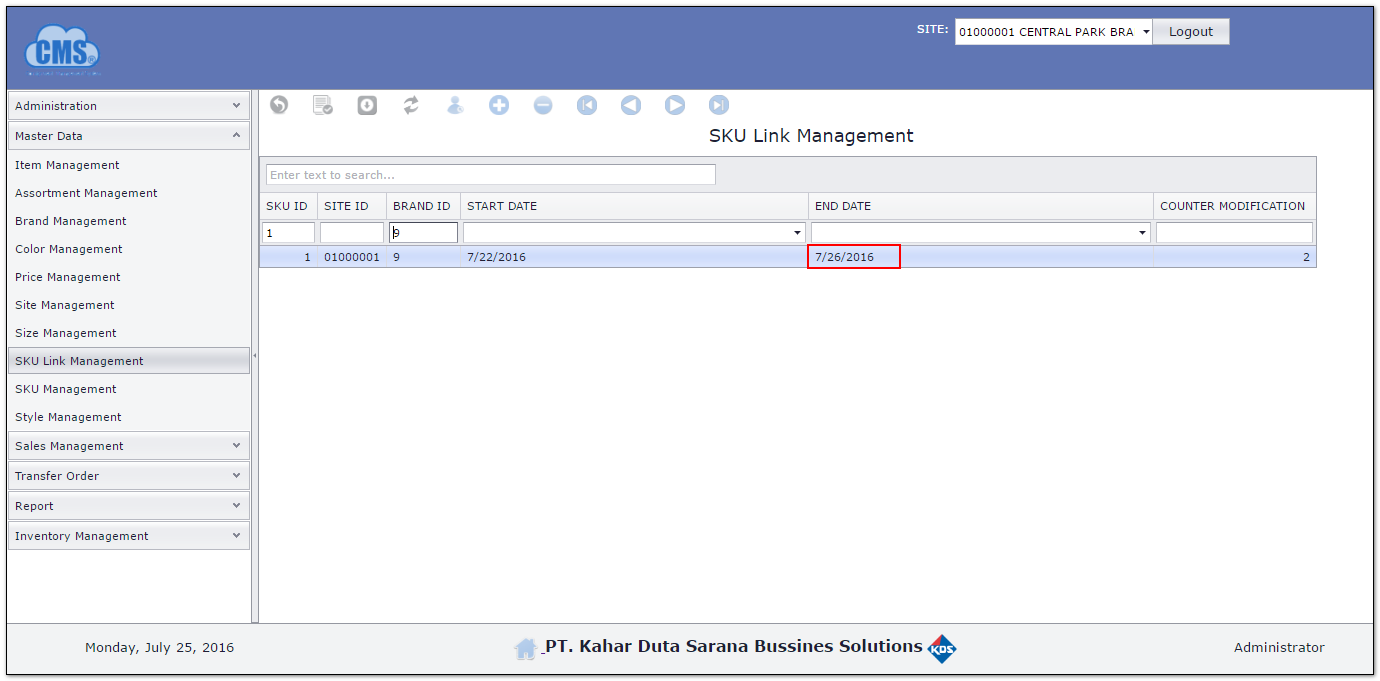 CMS®
SITE: 01000001 CENTRAL PARK BRA Logout
Administration
Master Data
Item Management
Assortment Management
Brand Management
Color Management
Price Management
Site Management
Size Management
SKU Link Management
SKU Management
Style Management
Sales Management
Transfer Order
Report
Inventory Management
SKU Link Management
Enter text to search...
SKU ID SITE ID BRAND ID START DATE END DATE COUNTER MODIFICATION
1 9
1 01000001 9 7/22/2016 7/26/2016 2
Monday, July 25, 2016
PT. Kahar Duta Sarana Bussines Solutions KDS
Administrator